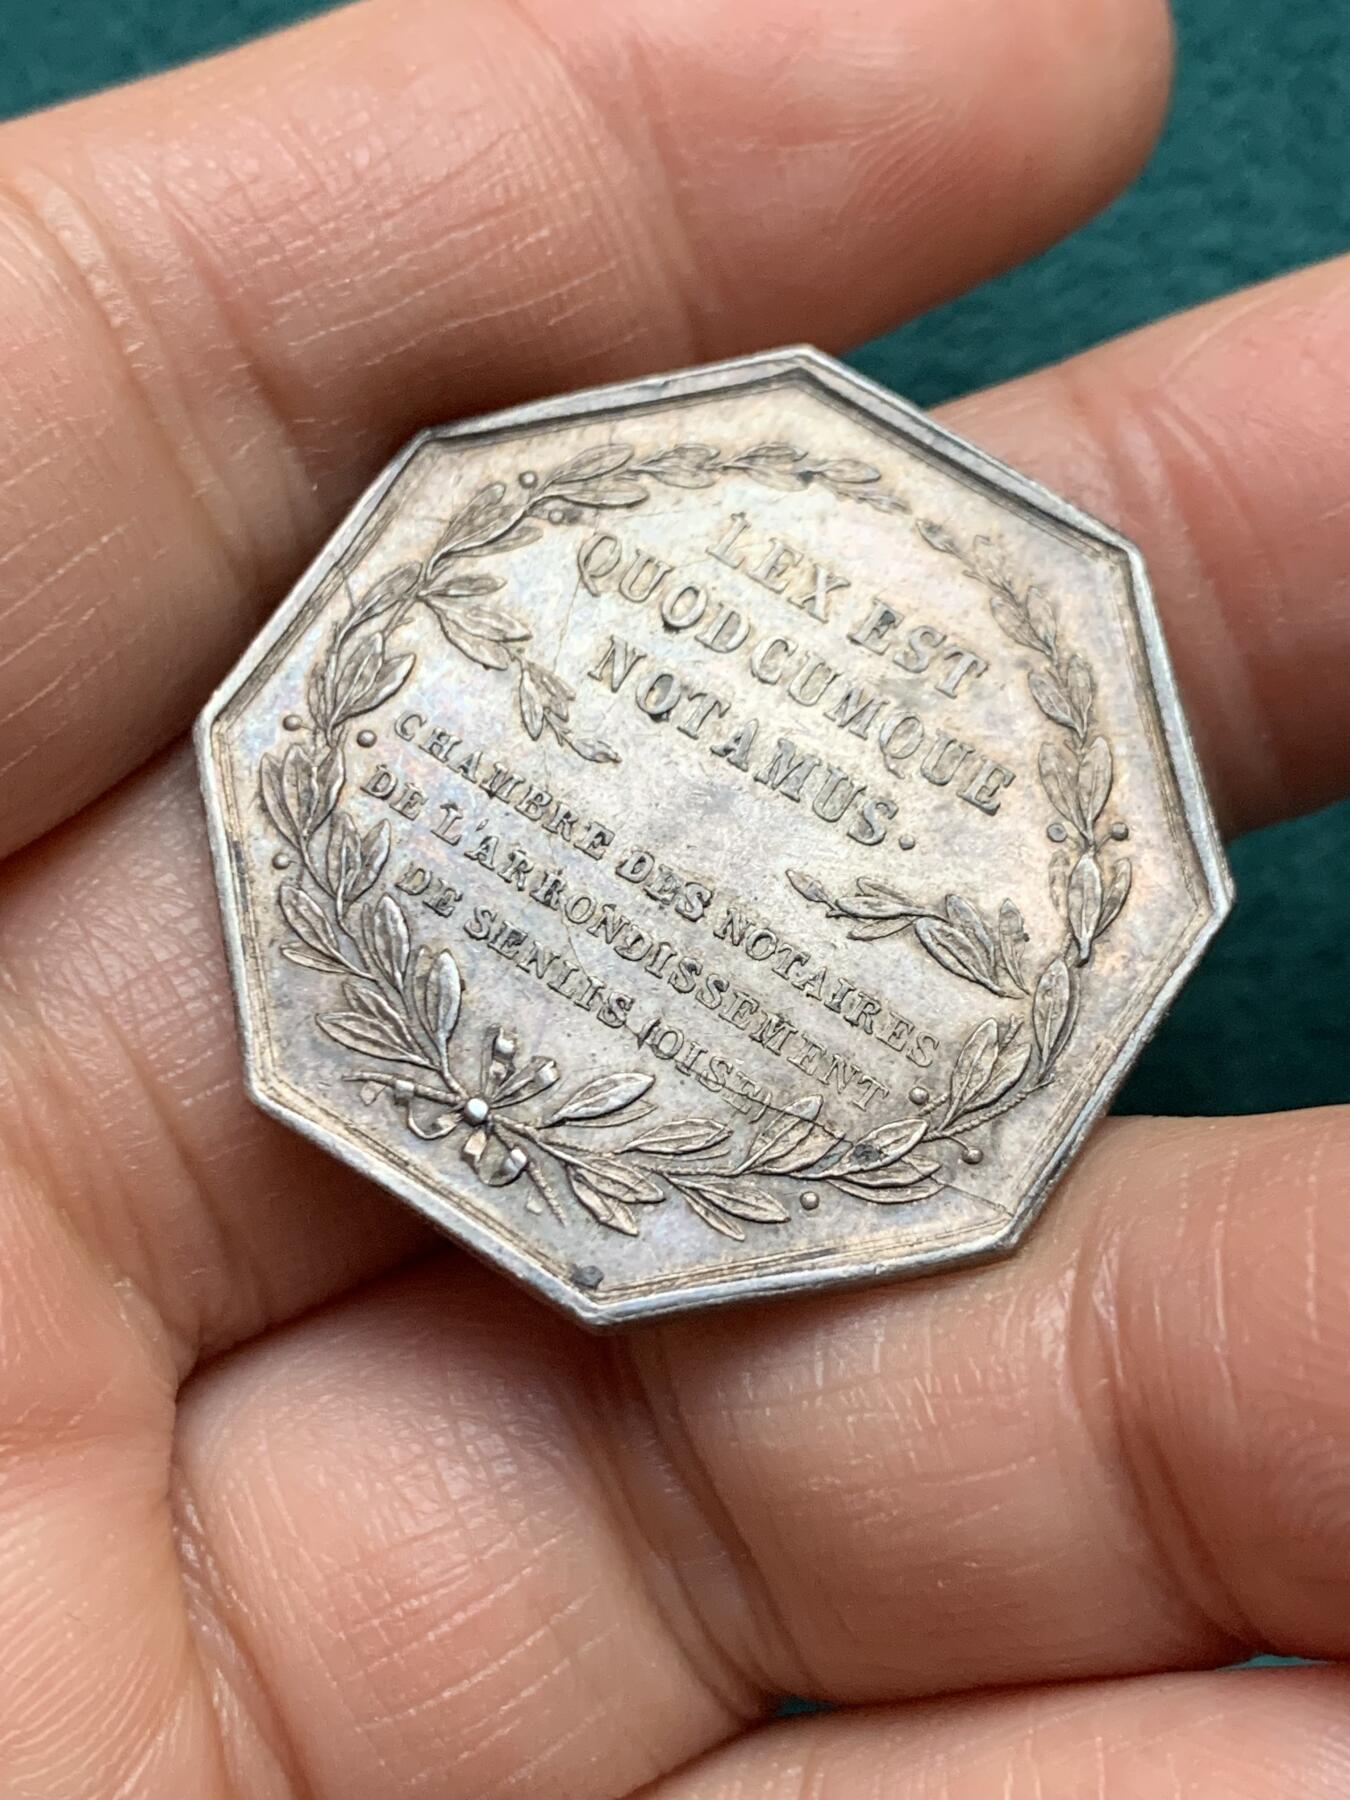 LEX EST
QUODCUMQUE
NOTAMUS.
CHAMBRE DES NOTAIRES
DE L'ARRONDISSEMENT
DE SENLIS (OISE)